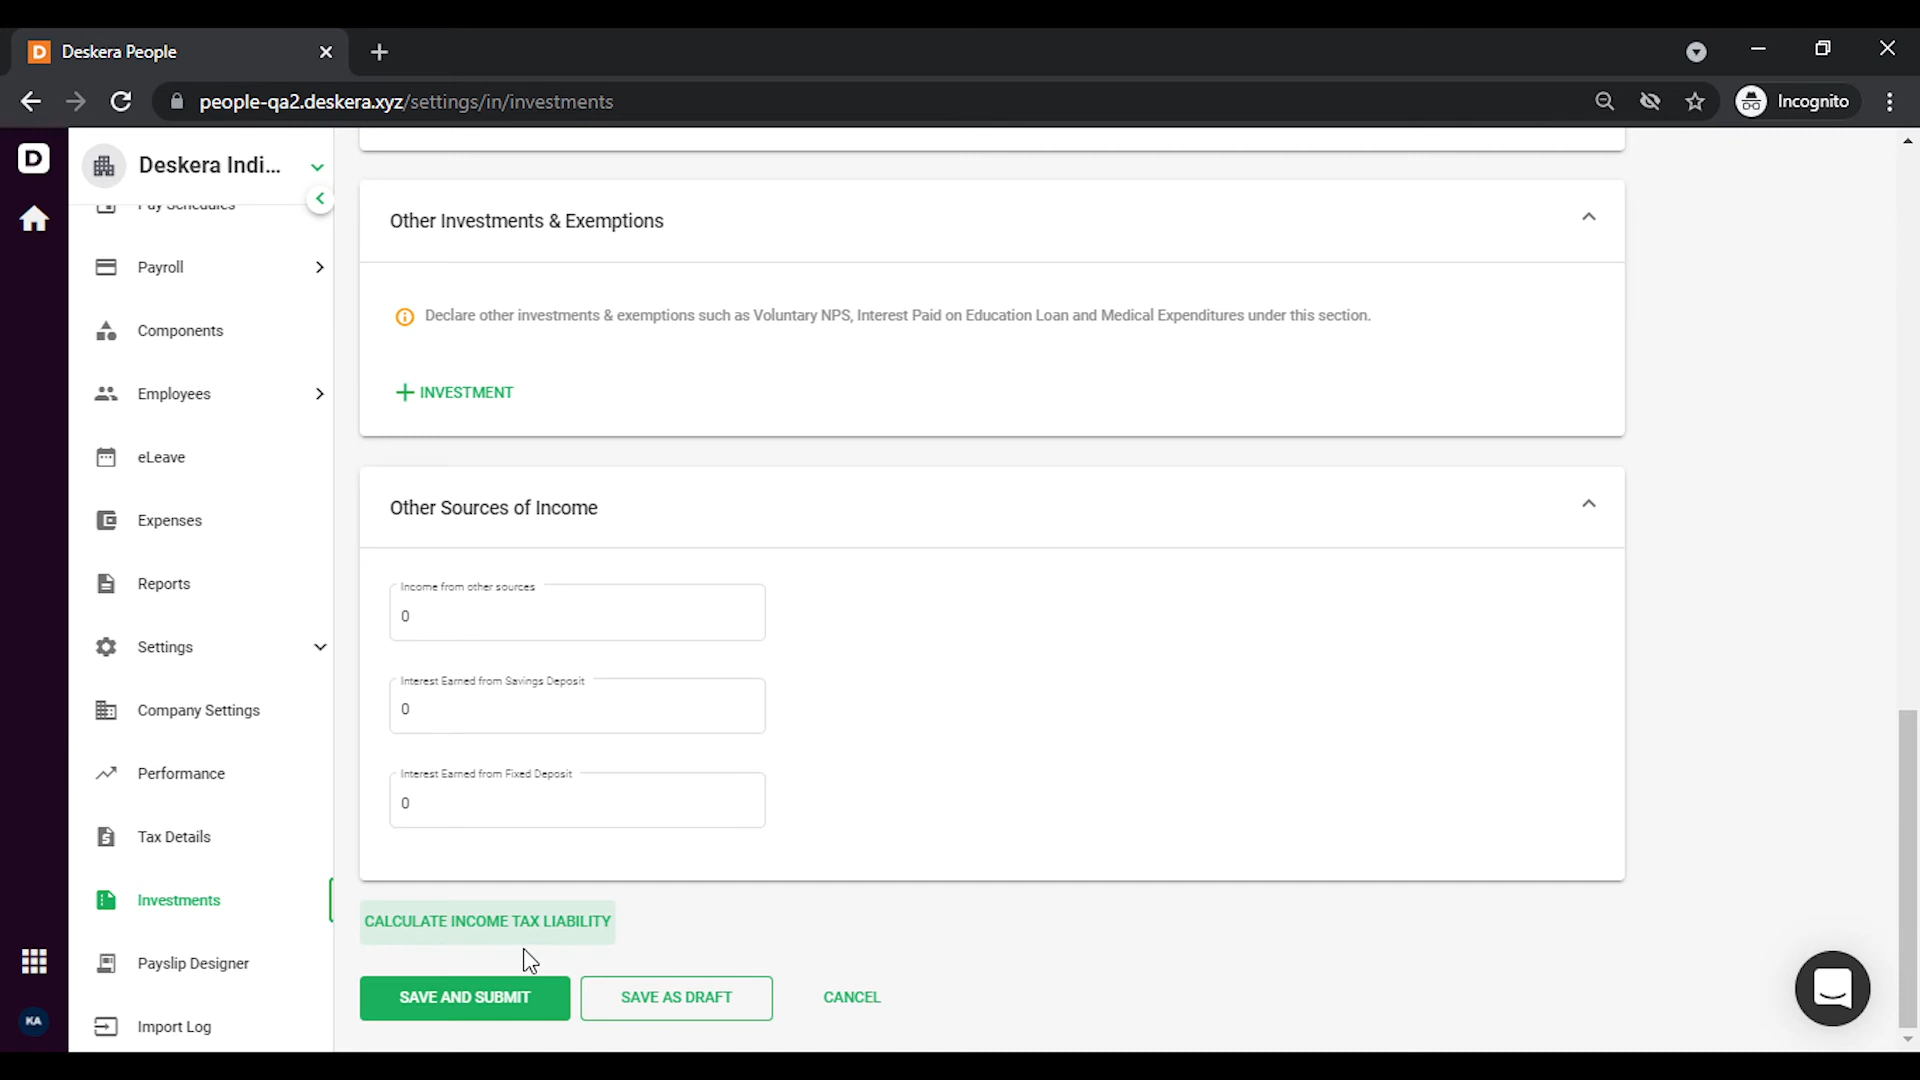 D Deskera People
people-qa2.deskera.xyz/settings/in/investments
Incognito
D
Deskera Indi...
Pay Schedules
Payroll
Components
Employees
eLeave
Expenses
Reports
Settings
Company Settings
Performance
Tax Details
Investments
Payslip Designer
Import Log
KA
Other Investments & Exemptions
Declare other investments & exemptions such as Voluntary NPS, Interest Paid on Education Loan and Medical Expenditures under this section.
INVESTMENT
Other Sources of Income
Income from other sources
0
Interest Earned from Savings Deposit
0
Interest Earned from Fixed Deposit
0
CALCULATE INCOME TAX LIABILITY
SAVE AND SUBMIT
SAVE AS DRAFT
CANCEL